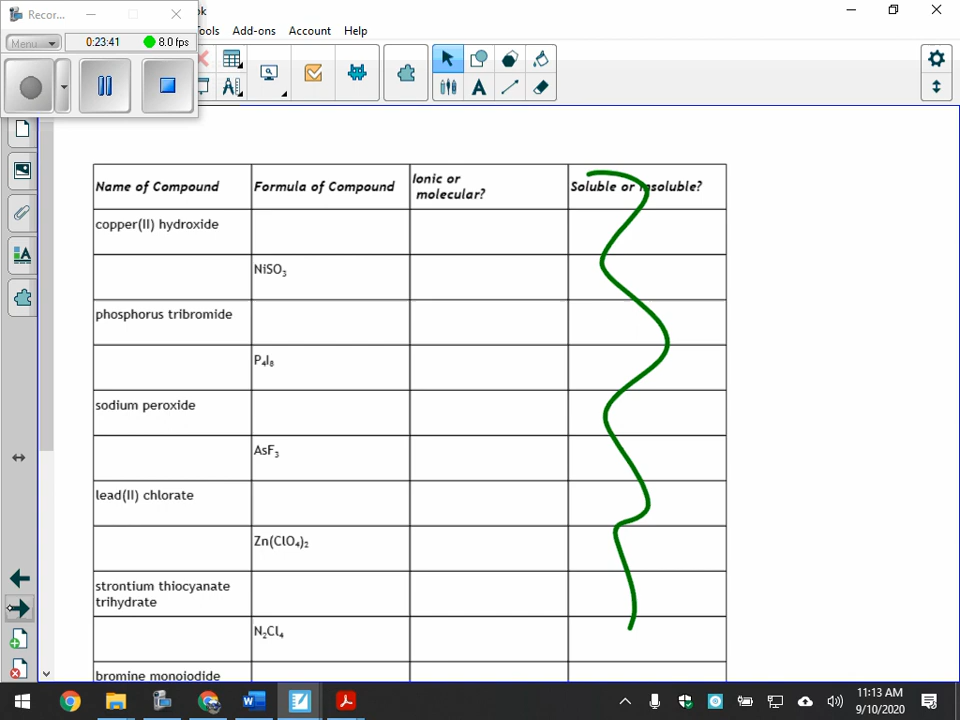 Recor...
ok
Tools Add-ons Account Help
Menu
0:23:41
8.0 fps
Name of Compound Formula of Compound Ionic or molecular? Soluble or insoluble?
copper(II) hydroxide
NiSO₃
phosphorus tribromide
P₄I₈
sodium peroxide
AsF₃
lead(II) chlorate
Zn(ClO₄)₂
strontium thiocyanate
trihydrate
N₂Cl₄
bromine monoiodide
11:13 AM
9/10/2020